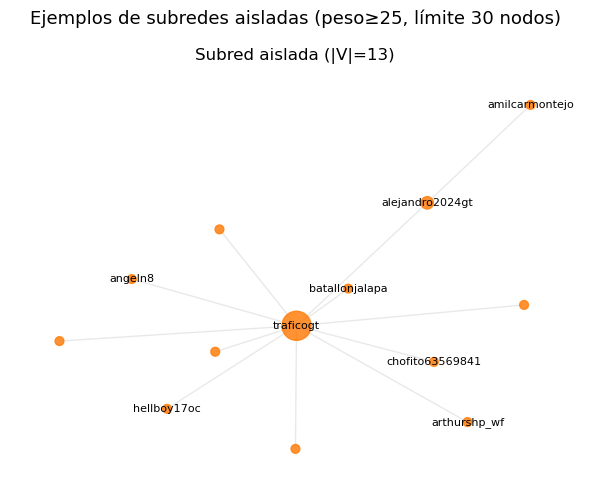 Ejemplos de subredes aisladas (peso≥25, límite 30 nodos)
Subred aislada (|V|=13)
amilcarmontejo
alejandro2024gt
angeln8
batallonjalapa
traficogt
chofito63569841
hellboy17oc
arthurshp_wf